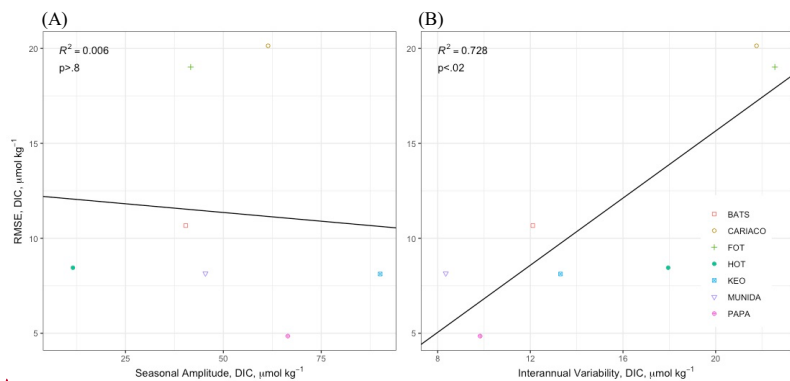 (A)
R² = 0.006
p>.8
(B)
R² = 0.728
p<.02
RMSE, DIC, μmol kg⁻¹
20
15
10
5
25
50
75
Seasonal Amplitude, DIC, μmol kg⁻¹
20
15
10
5
8
12
16
20
Interannual Variability, DIC, μmol kg⁻¹
BATS
CARIACO
FOT
HOT
KEO
MUNIDA
PAPA